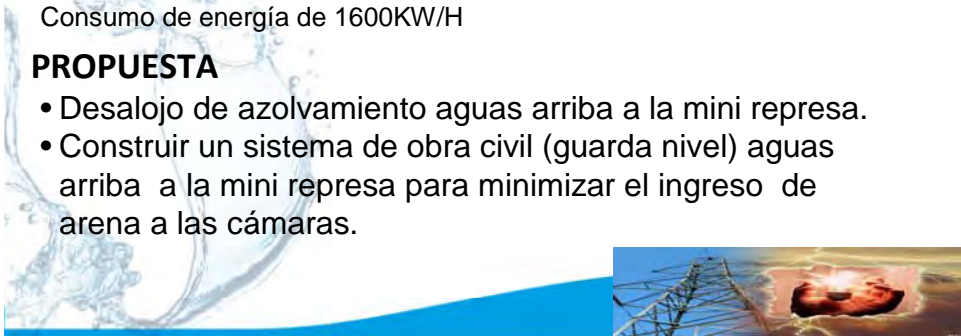 Consumo de energía de 1600KW/H
PROPUESTA
• Desalojo de azolvamiento aguas arriba a la mini represa.
• Construir un sistema de obra civil (guarda nivel) aguas
arriba a la mini represa para minimizar el ingreso de
arena a las cámaras.